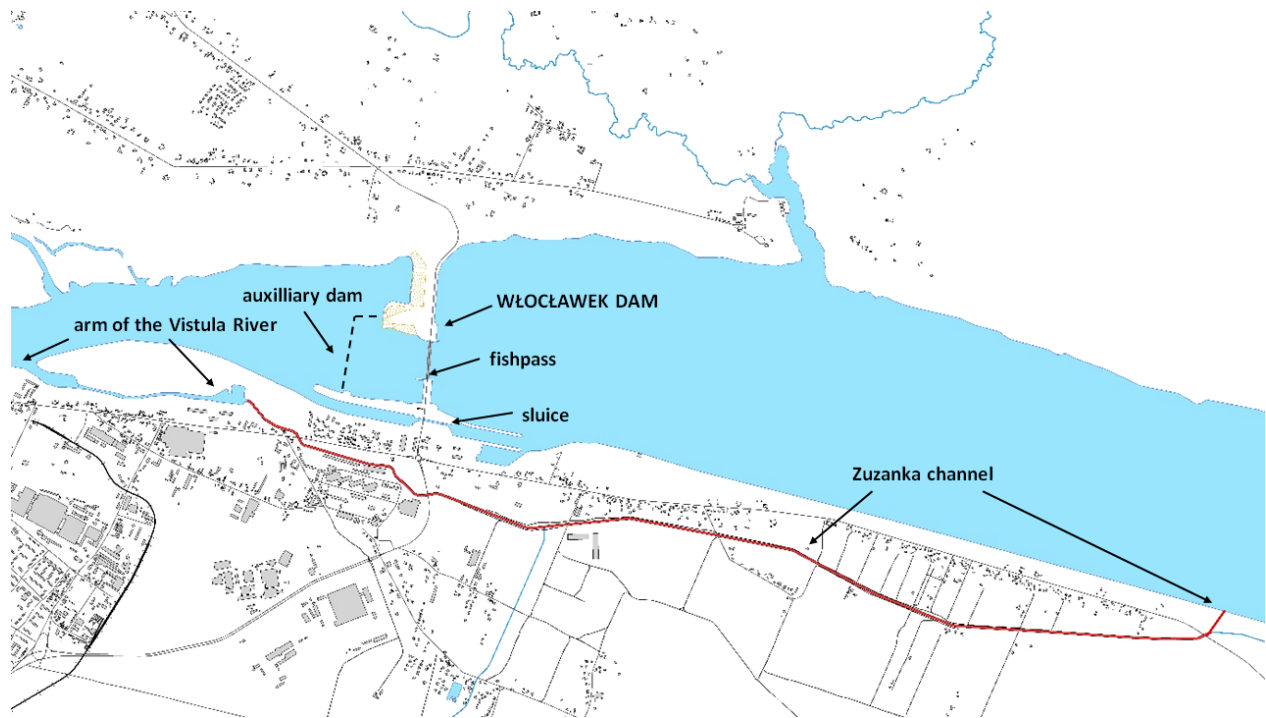 auxilliary dam
WŁOCŁAWEK DAM
arm of the Vistula River
fishpass
sluice
Zuzanka channel